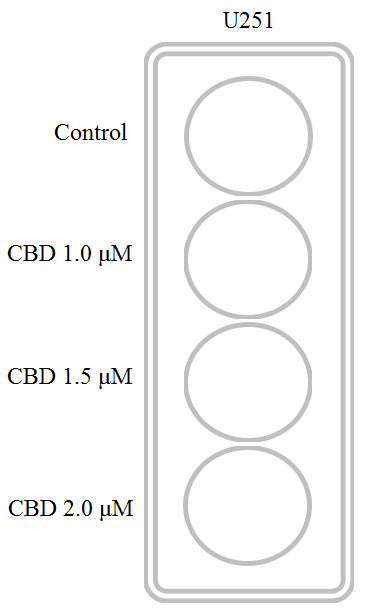 U251
Control
CBD 1.0 μM
CBD 1.5 μM
CBD 2.0 μM